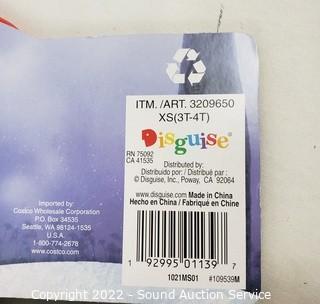 ITM. /ART. 3209650
XS(3T-4T)
Disguise®
RN 75092
CA 41535
Distributed by:
Distribuido por: / Distribué par :
© Disguise, Inc., Poway, CA 92064
www.disguise.com Made in China
Hecho en China / Fabriqué en Chine
1 92995 01139 7
1021MS01 #109539M
Imported by:
Costco Wholesale Corporation
P.O. Box 34535
Seattle, WA 98124-1535
U.S.A.
1-800-774-2678
www.costco.com
Copyright © 2022 - Sound Auction Service